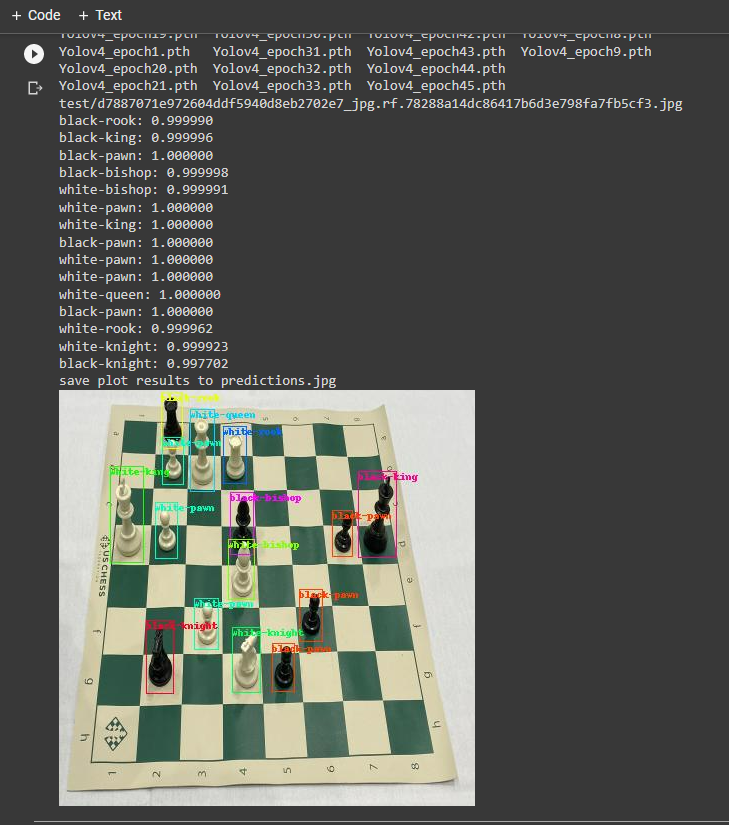 + Code + Text
Yolov4_epoch19.pth Yolov4_epoch30.pth Yolov4_epoch42.pth Yolov4_epoch8.pth
Yolov4_epoch1.pth Yolov4_epoch31.pth Yolov4_epoch43.pth Yolov4_epoch9.pth
Yolov4_epoch20.pth Yolov4_epoch32.pth Yolov4_epoch44.pth
Yolov4_epoch21.pth Yolov4_epoch33.pth Yolov4_epoch45.pth
test/d7887071e972604ddf5940d8eb2702e7_jpg.rf.78288a14dc86417b6d3e798fa7fb5cf3.jpg
black-rook: 0.999990
black-king: 0.999996
black-pawn: 1.000000
black-bishop: 0.999998
white-bishop: 0.999991
white-pawn: 1.000000
white-king: 1.000000
black-pawn: 1.000000
white-pawn: 1.000000
white-pawn: 1.000000
white-queen: 1.000000
black-pawn: 1.000000
white-rook: 0.999962
white-knight: 0.999923
black-knight: 0.997702
save plot results to predictions.jpg
black-rook
white-queen
white-rook
white-pawn
white-king
black-king
black-bishop
white-pawn
black-pawn
white-bishop
US CHESS
black-pawn
white-pawn
black-knight
white-knight
black-pawn
c
d
e
f
f
g
g
h
h
1 2 3 4 5 6 7 8